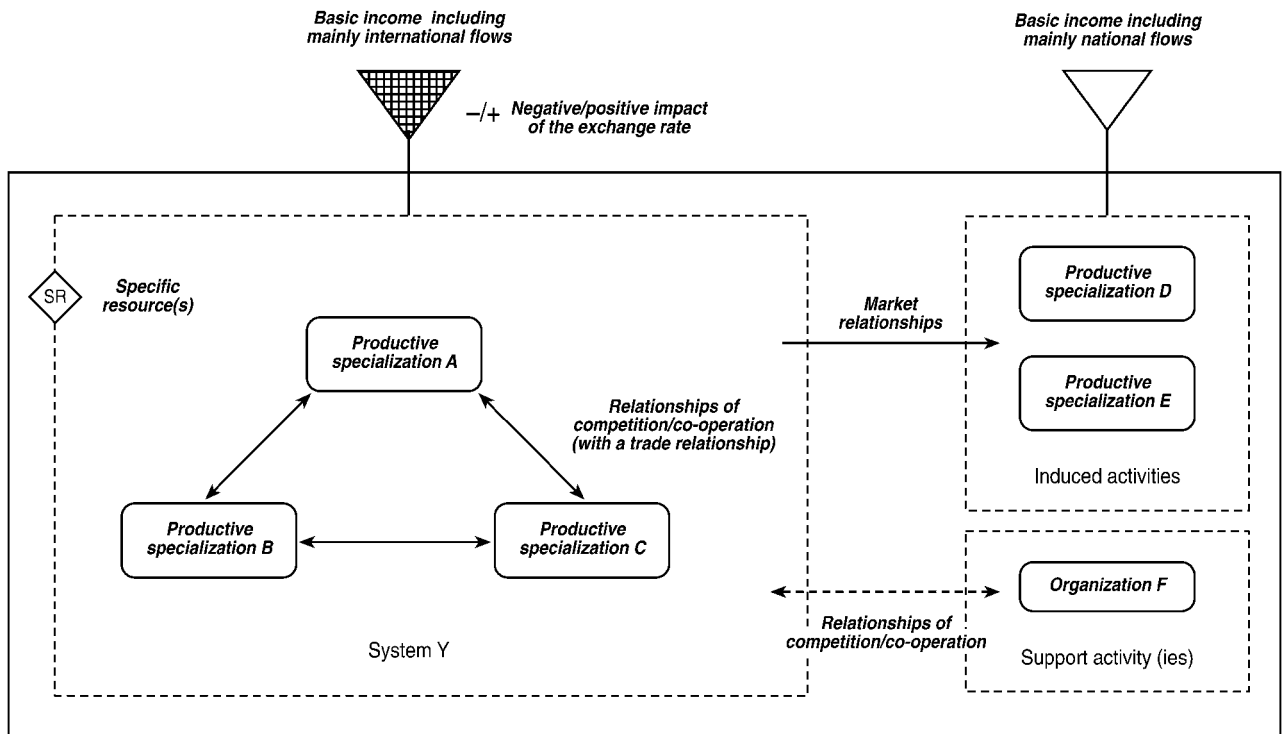 Basic income including
mainly international flows
Basic income including
mainly national flows
–/+ Negative/positive impact
of the exchange rate
SR
Specific
resource(s)
Productive
specialization A
Relationships of
competition/co-operation
(with a trade relationship)
Productive
specialization B
Productive
specialization C
System Y
Market
relationships
Productive
specialization D
Productive
specialization E
Induced activities
Relationships of
competition/co-operation
Organization F
Support activity (ies)